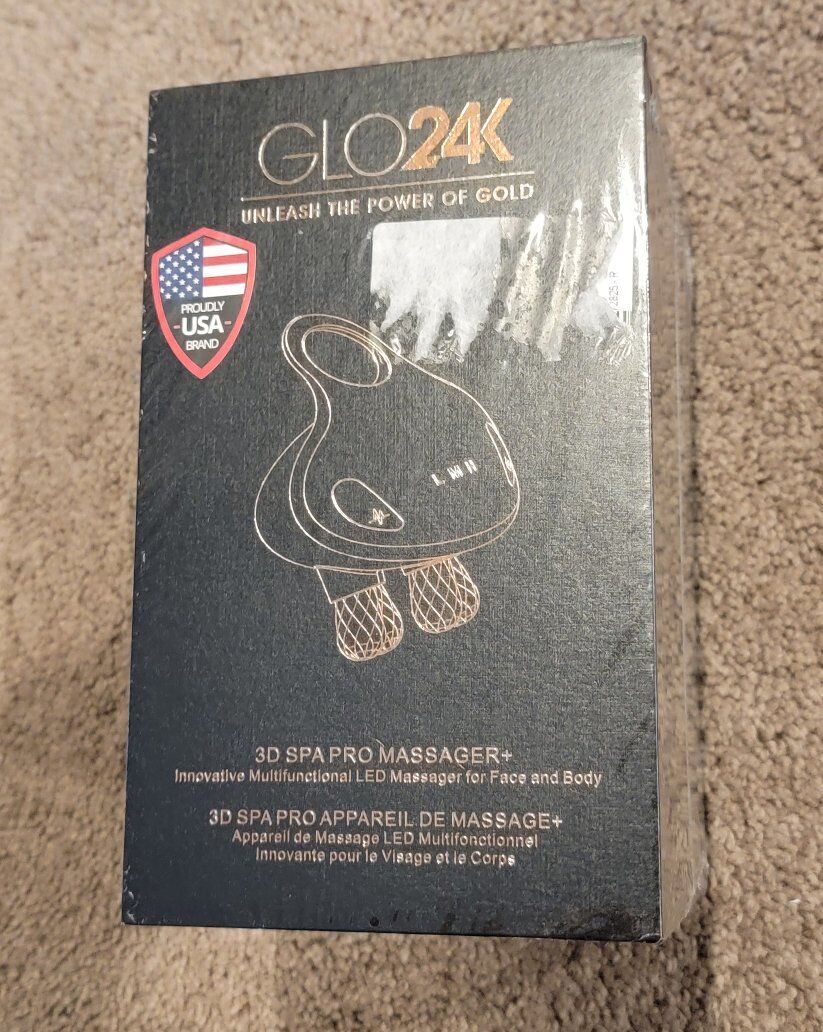 GLO24K
UNLEASH THE POWER OF GOLD
PROUDLY
-USA-
BRAND
L M H
3D SPA PRO MASSAGER+
Innovative Multifunctional LED Massager for Face and Body
3D SPA PRO APPAREIL DE MASSAGE+
Appareil de Massage LED Multifonctionnel
Innovante pour le Visage et le Corps